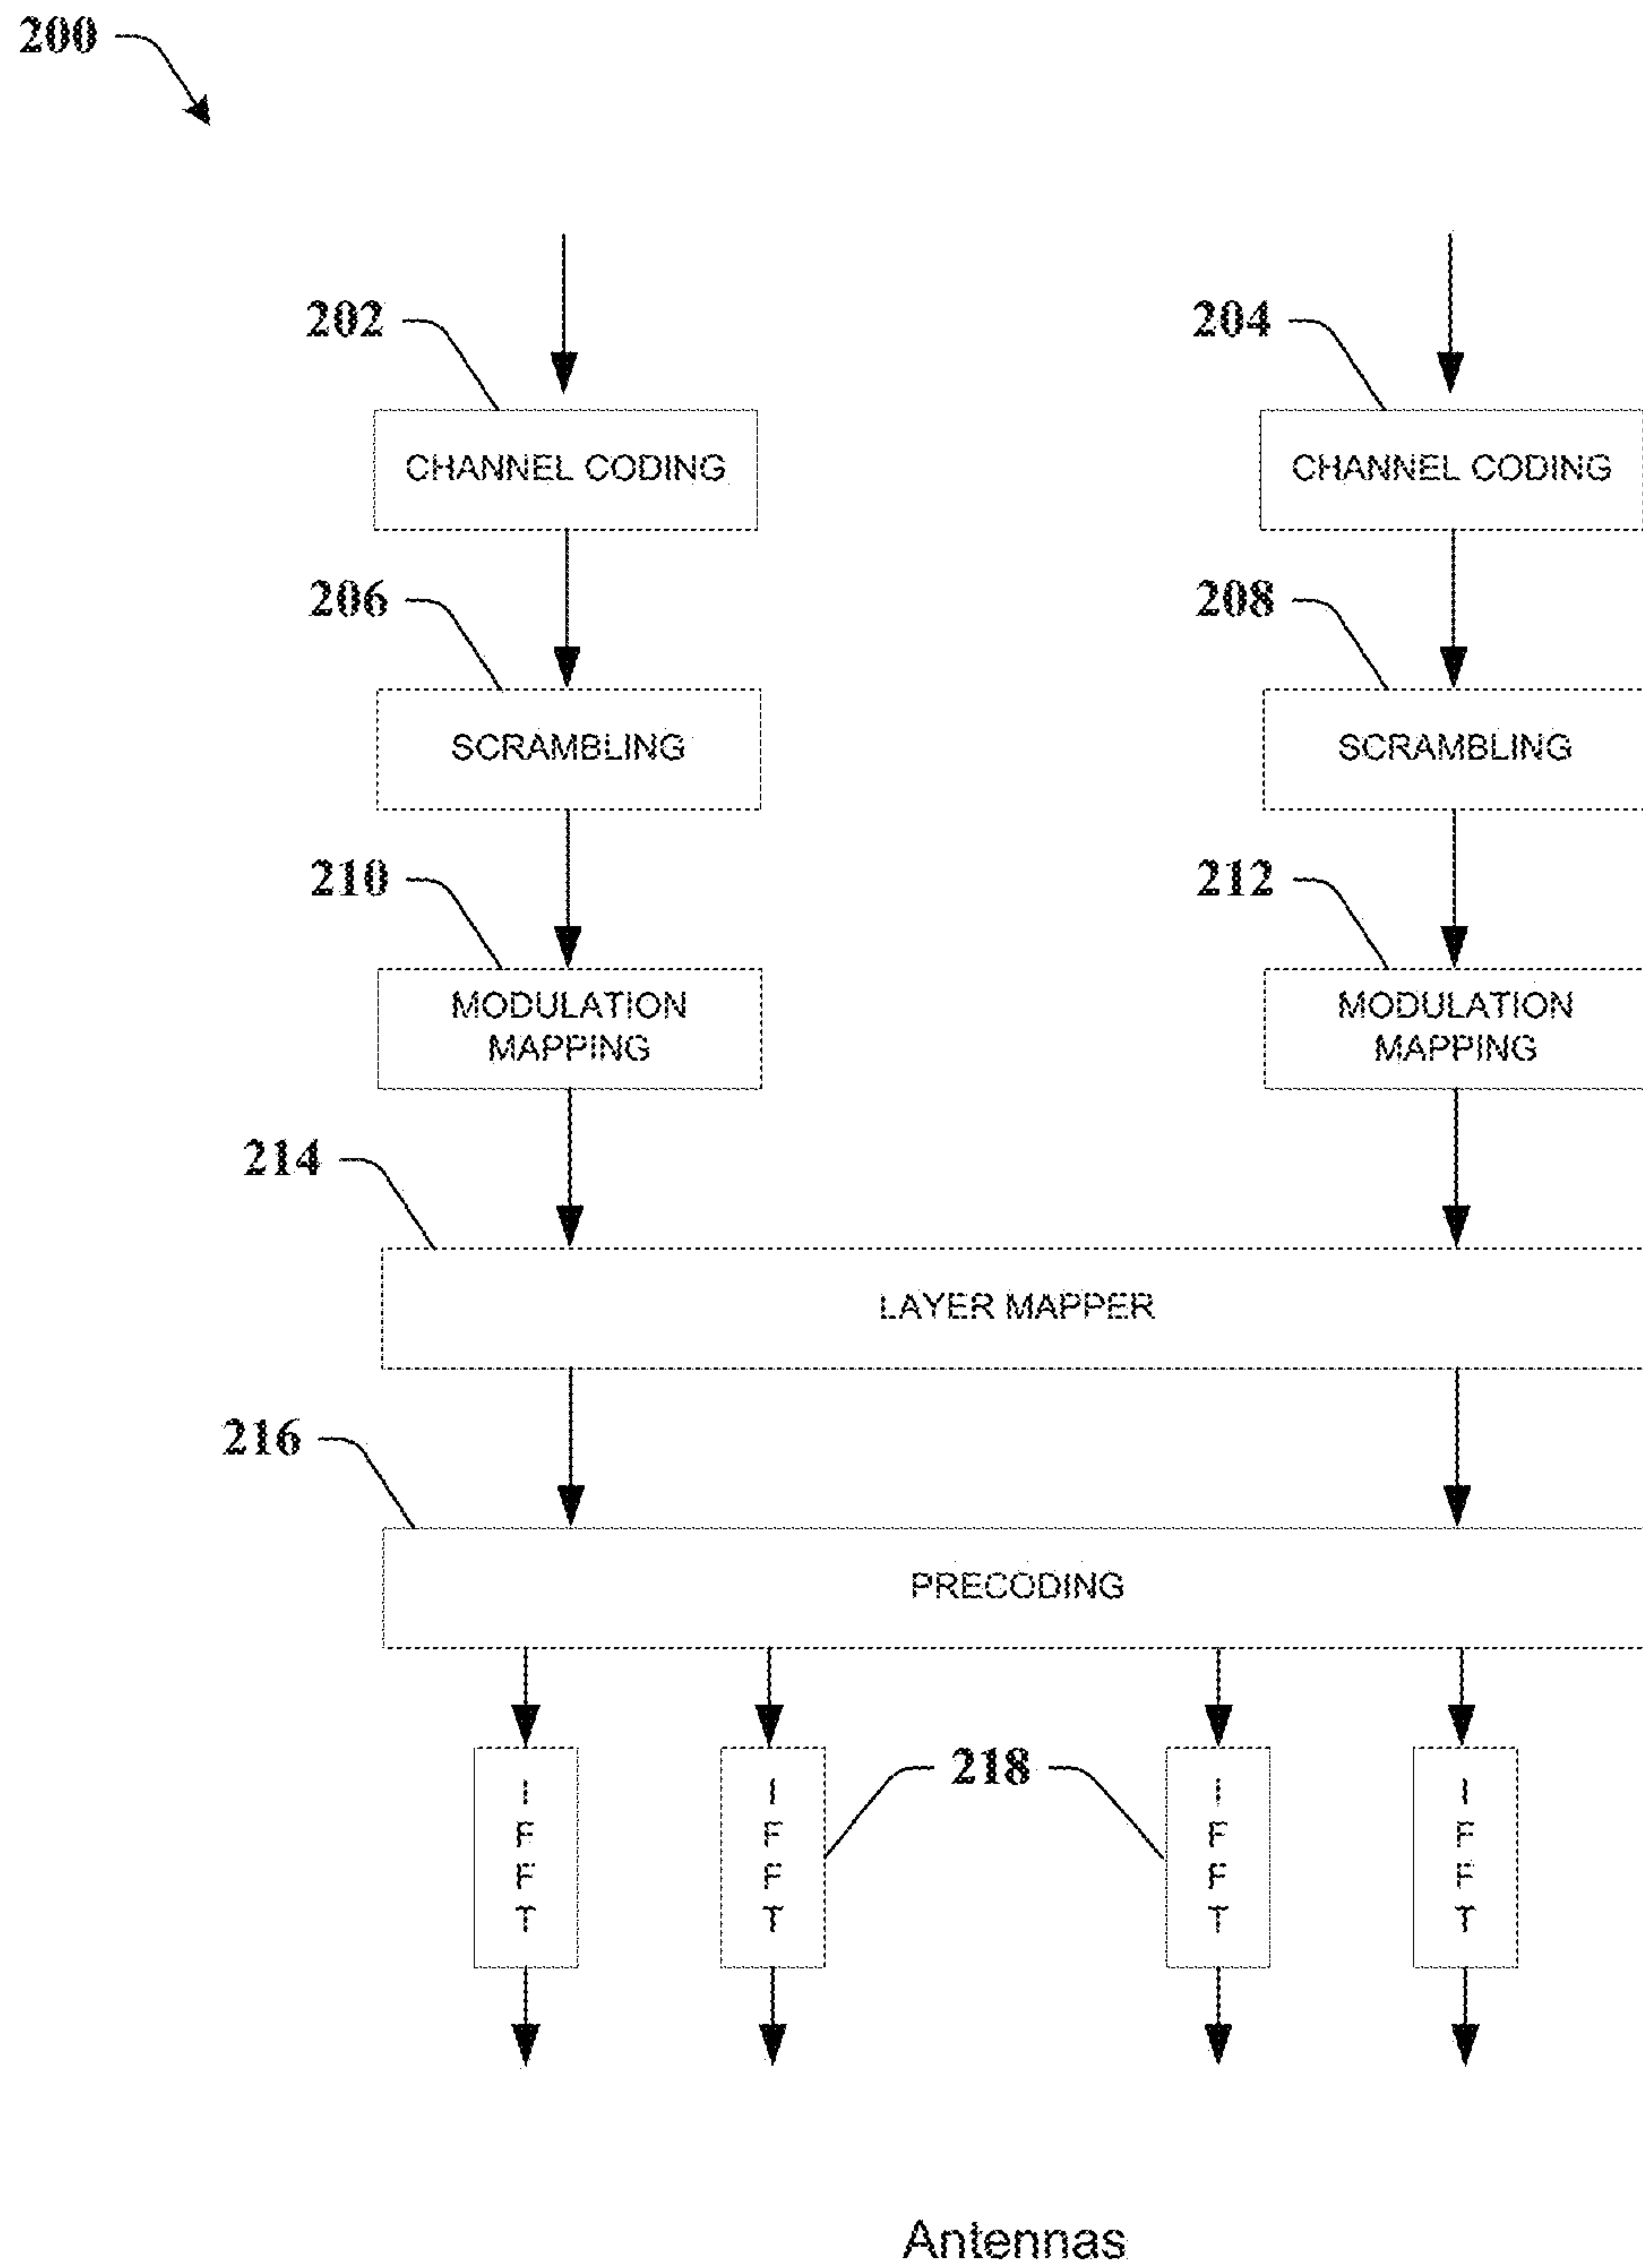 200
202
204
CHANNEL CODING
CHANNEL CODING
206
208
SCRAMBLING
SCRAMBLING
210
212
MODULATION
MAPPING
MODULATION
MAPPING
214
LAYER MAPPER
216
PRECODING
218
I
F
F
T
I
F
F
T
I
F
F
T
I
F
F
T
Antennas